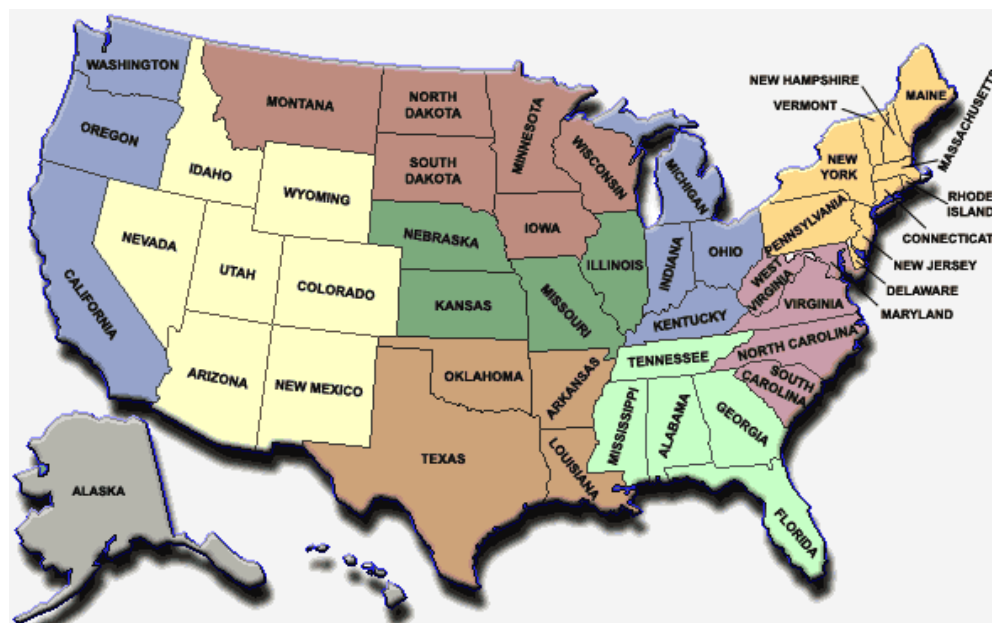 WASHINGTON
OREGON
CALIFORNIA
NEVADA
IDAHO
MONTANA
WYOMING
UTAH
COLORADO
ARIZONA
NEW MEXICO
NORTH
DAKOTA
SOUTH
DAKOTA
NEBRASKA
KANSAS
OKLAHOMA
TEXAS
MINNESOTA
IOWA
MISSOURI
ARKANSAS
LOUISIANA
WISCONSIN
ILLINOIS
MICHIGAN
INDIANA
OHIO
KENTUCKY
TENNESSEE
MISSISSIPPI
ALABAMA
GEORGIA
FLORIDA
SOUTH
CAROLINA
NORTH CAROLINA
VIRGINIA
WEST
VIRGINIA
PENNSYLVANIA
NEW
YORK
MAINE
NEW HAMPSHIRE
VERMONT
MASSACHUSETTS
RHODE
ISLAND
CONNECTICAT
NEW JERSEY
DELAWARE
MARYLAND
ALASKA